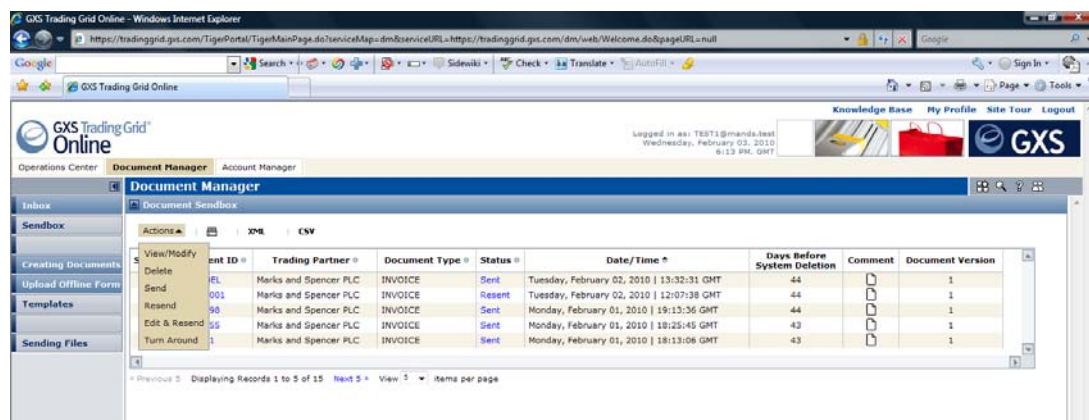 GXS Trading Grid Online - Windows Internet Explorer
https://tradinggrid.gxs.com/TigerPortal/TigerMainPage.do?serviceMap=dm&serviceURL=https://tradinggrid.gxs.com/dm/web/Welcome.do&pageURL=null Google
Google Search Sidewiki Check Translate AutoFill Sign In
GXS Trading Grid Online Page Tools
Knowledge Base My Profile Site Tour Logout
GXS Trading Grid
Online
Logged in as: TEST1@mands.test
Wednesday, February 03, 2010
6:13 PM, GMT
GXS
Operations Center Document Manager Account Manager
Document Manager
Inbox Document Sendbox
Sendbox Actions XML CSV
Creating Documents
Upload Offline Form
Templates
Sending Files
View/Modify
Delete
Send
Resend
Edit & Resend
Turn Around
S ent ID Trading Partner Document Type Status Date/Time Days Before System Deletion Comment Document Version
EL Marks and Spencer PLC INVOICE Sent Tuesday, February 02, 2010 | 13:32:31 GMT 44 1
001 Marks and Spencer PLC INVOICE Resent Tuesday, February 02, 2010 | 12:07:38 GMT 44 1
98 Marks and Spencer PLC INVOICE Sent Monday, February 01, 2010 | 19:13:36 GMT 44 1
55 Marks and Spencer PLC INVOICE Sent Monday, February 01, 2010 | 18:25:45 GMT 43 1
1 Marks and Spencer PLC INVOICE Sent Monday, February 01, 2010 | 18:13:06 GMT 43 1
« Previous 5 Displaying Records 1 to 5 of 15 Next 5 » View 5 items per page